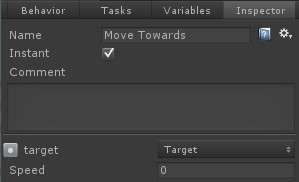 Behavior Tasks Variables Inspector
Name Move Towards
Instant
Comment
target Target
Speed 0